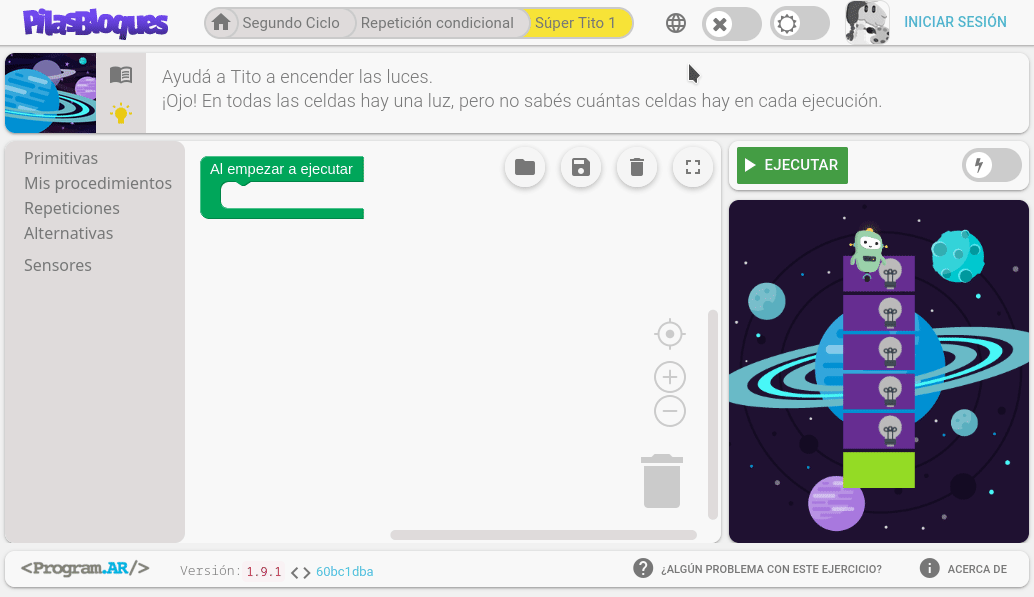 PilasBloques
Segundo Ciclo
Repetición condicional
Súper Tito 1
INICIAR SESIÓN
Ayudá a Tito a encender las luces.
¡Ojo! En todas las celdas hay una luz, pero no sabés cuántas celdas hay en cada ejecución.
Primitivas
Mis procedimientos
Repeticiones
Alternativas
Sensores
Al empezar a ejecutar
EJECUTAR
<Program.AR/>
Versión: 1.9.1 <> 60bc1dba
¿ALGÚN PROBLEMA CON ESTE EJERCICIO?
ACERCA DE